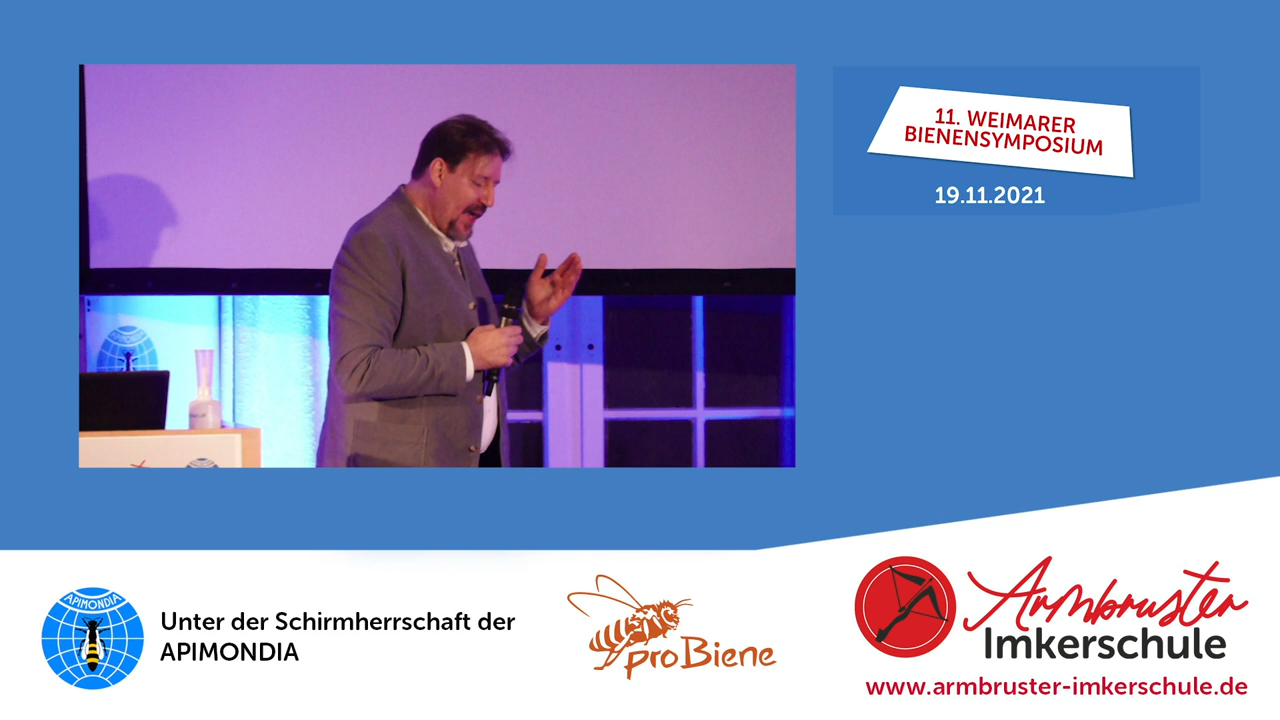 11. WEIMARER
BIENENSYMPOSIUM
19.11.2021
APIMONDIA
Unter der Schirmherrschaft der
APIMONDIA
proBiene
Armbruster
Imkerschule
www.armbruster-imkerschule.de